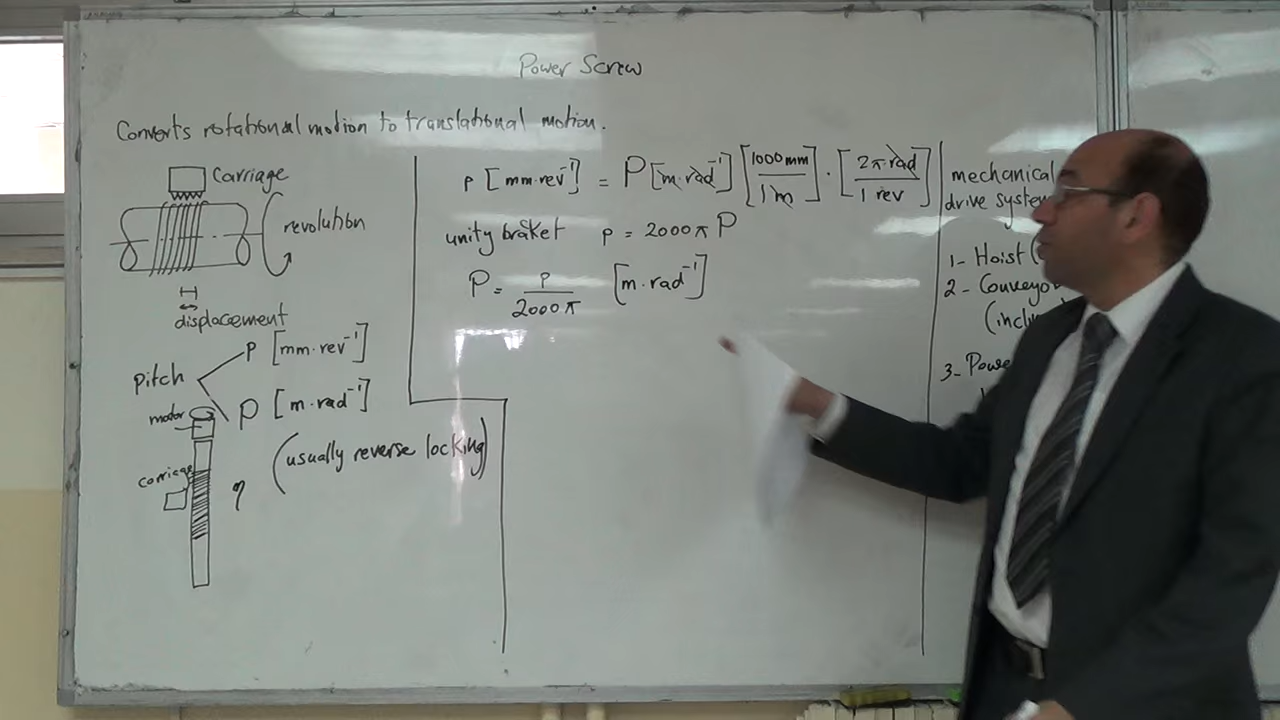 Power Screw
Converts rotational motion to translational motion.
Carriage
revolution
displacement
pitch
p [mm·rev⁻¹]
P [m·rad⁻¹]
motor
carriage
η
(usually reverse locking)
p [mm·rev⁻¹] = P [m·rad⁻¹] [1000 mm / 1 m] · [2π rad / 1 rev]
unity braket p = 2000π P
P = p / 2000π [m·rad⁻¹]
mechanical
drive system
1- Hoist (
2- Conveyo
(inclu
3- Powe